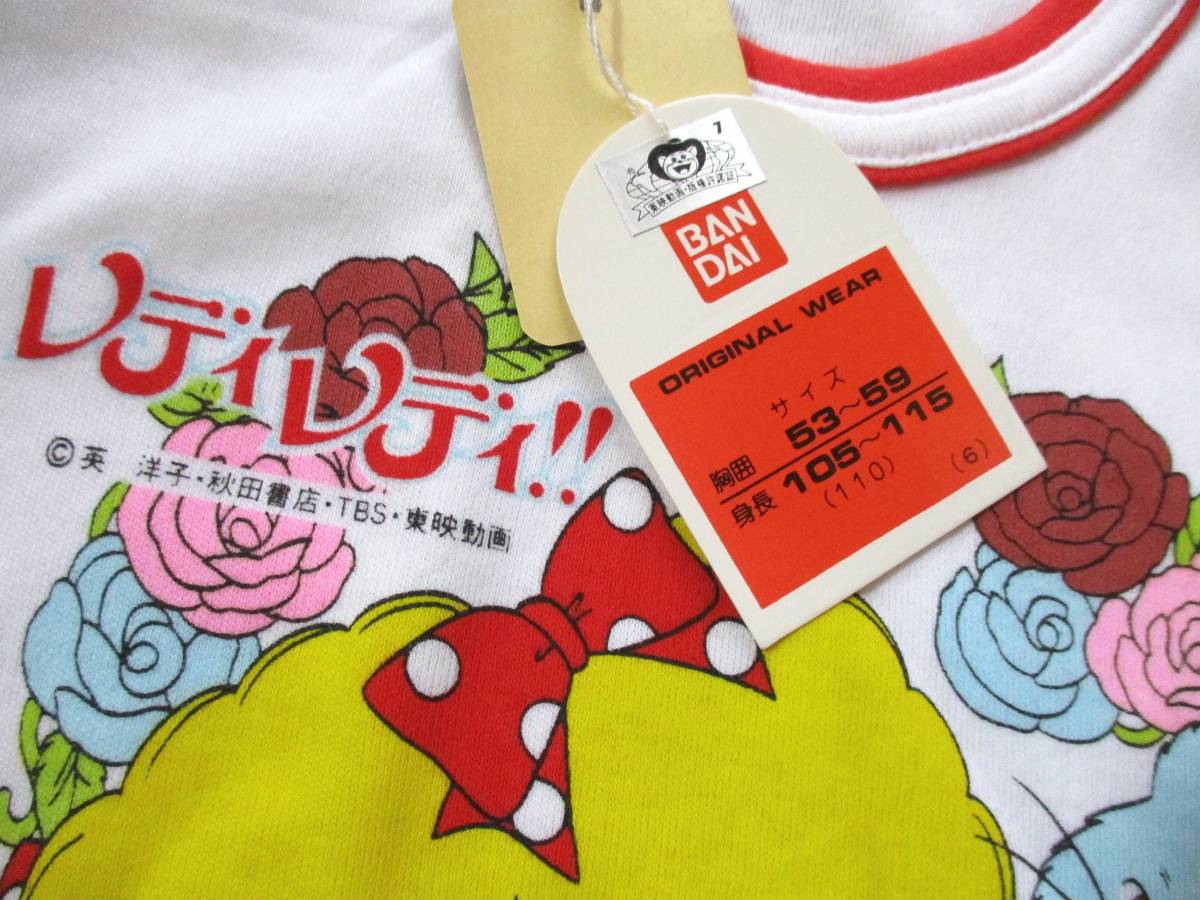 レディレディ!!
©英 洋子・秋田書店・TBS・東映動画
1
®
東映動画・版権許諾証
BAN
DAI
ORIGINAL WEAR
サイズ
胸囲 53~59
身長 105~115
(110) (6)